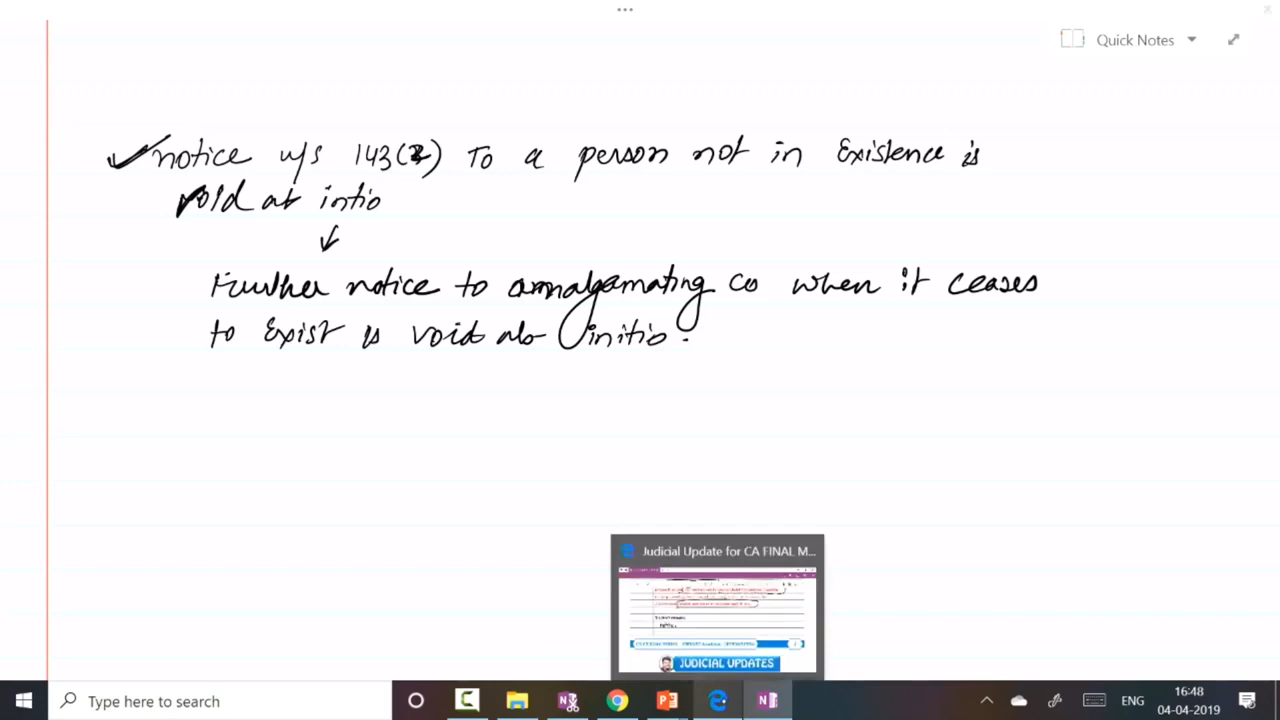 Quick Notes
notice u/s 143(2) To a person not in Existence is
void at intio
Further notice to amalgamating co when it ceases
to Exist is void ab initio.
Judicial Update for CA FINAL M...
JUDICIAL UPDATES
Type here to search
ENG
16:48
04-04-2019